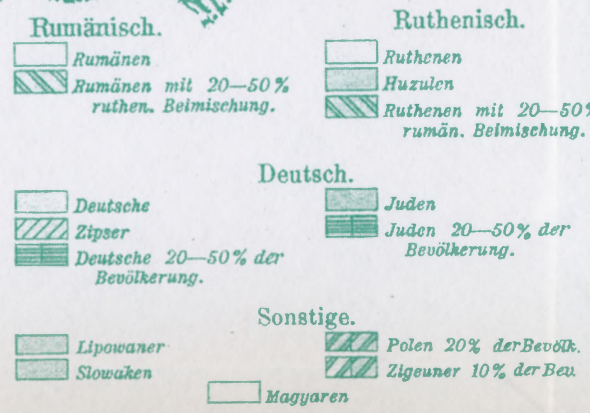 Rumänisch.
Rumänen
Rumänen mit 20—50%
ruthen. Beimischung.
Ruthenisch.
Ruthenen
Huzulen
Ruthenen mit 20—50%
rumän. Beimischung.
Deutsch.
Deutsche
Zipser
Deutsche 20—50% der
Bevölkerung.
Juden
Juden 20—50% der
Bevölkerung.
Sonstige.
Lipowaner
Slowaken
Polen 20% der Bevölk.
Zigeuner 10% der Bev.
Magyaren